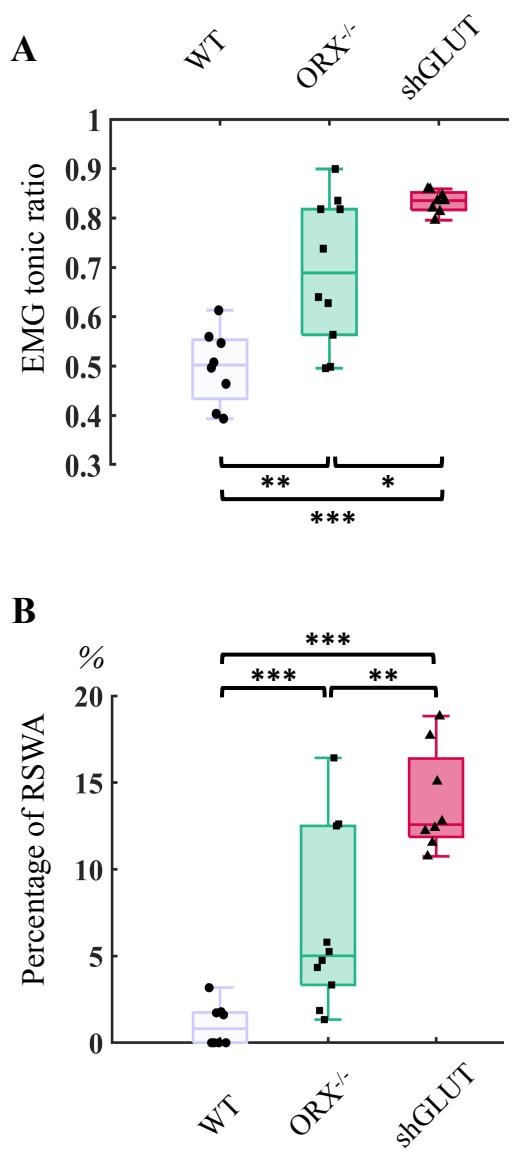 A
WT
ORX-/-
shGLUT
EMG tonic ratio
1
0.9
0.8
0.7
0.6
0.5
0.4
0.3
** *
***
B
%
***
*** **
Percentage of RSWA
20
15
10
5
0
WT
ORX-/-
shGLUT